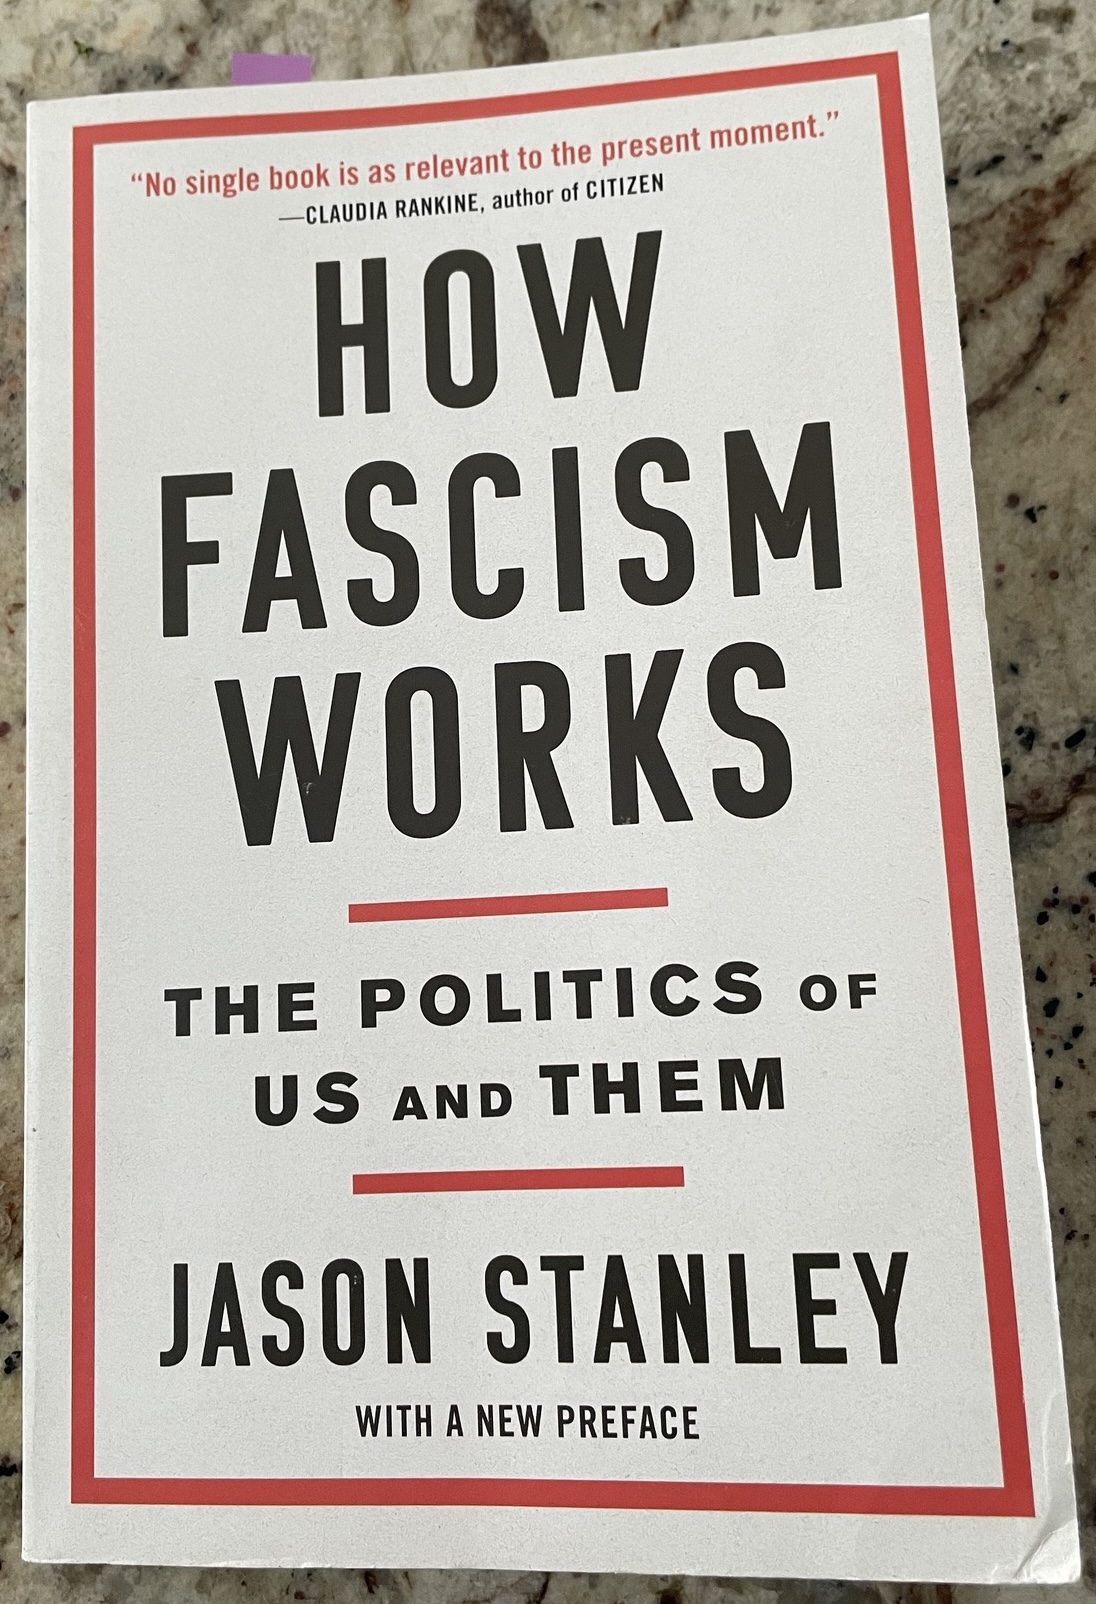 “No single book is as relevant to the present moment.”
—CLAUDIA RANKINE, author of CITIZEN
HOW
FASCISM
WORKS
THE POLITICS OF
US AND THEM
JASON STANLEY
WITH A NEW PREFACE